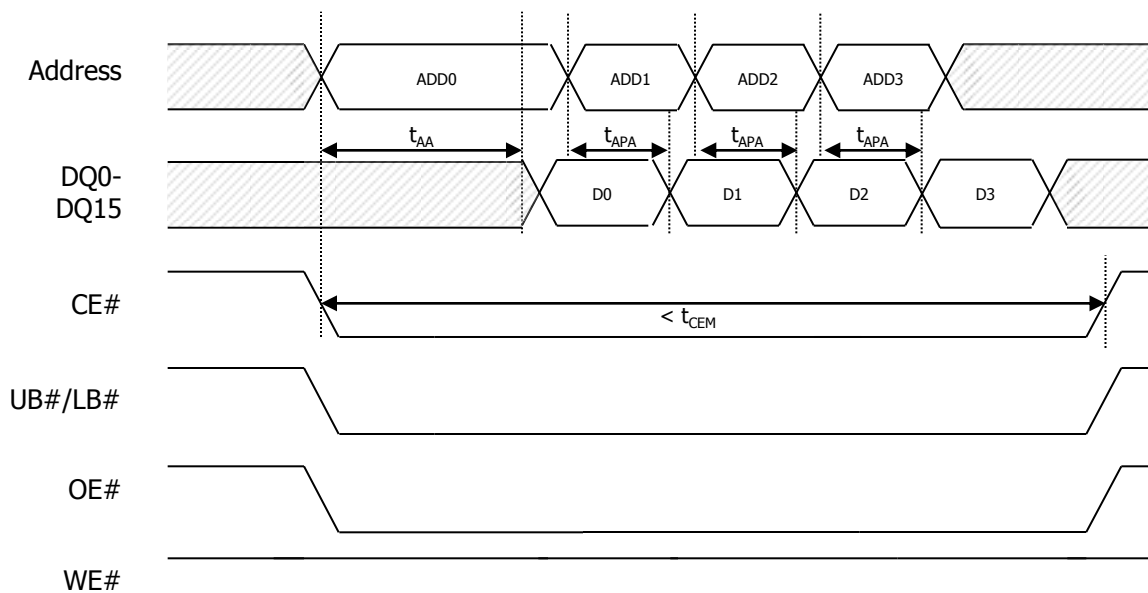 Address
ADD0
ADD1
ADD2
ADD3
tAA
tAPA
tAPA
tAPA
DQ0-
DQ15
D0
D1
D2
D3
CE#
< tCEM
UB#/LB#
OE#
WE#